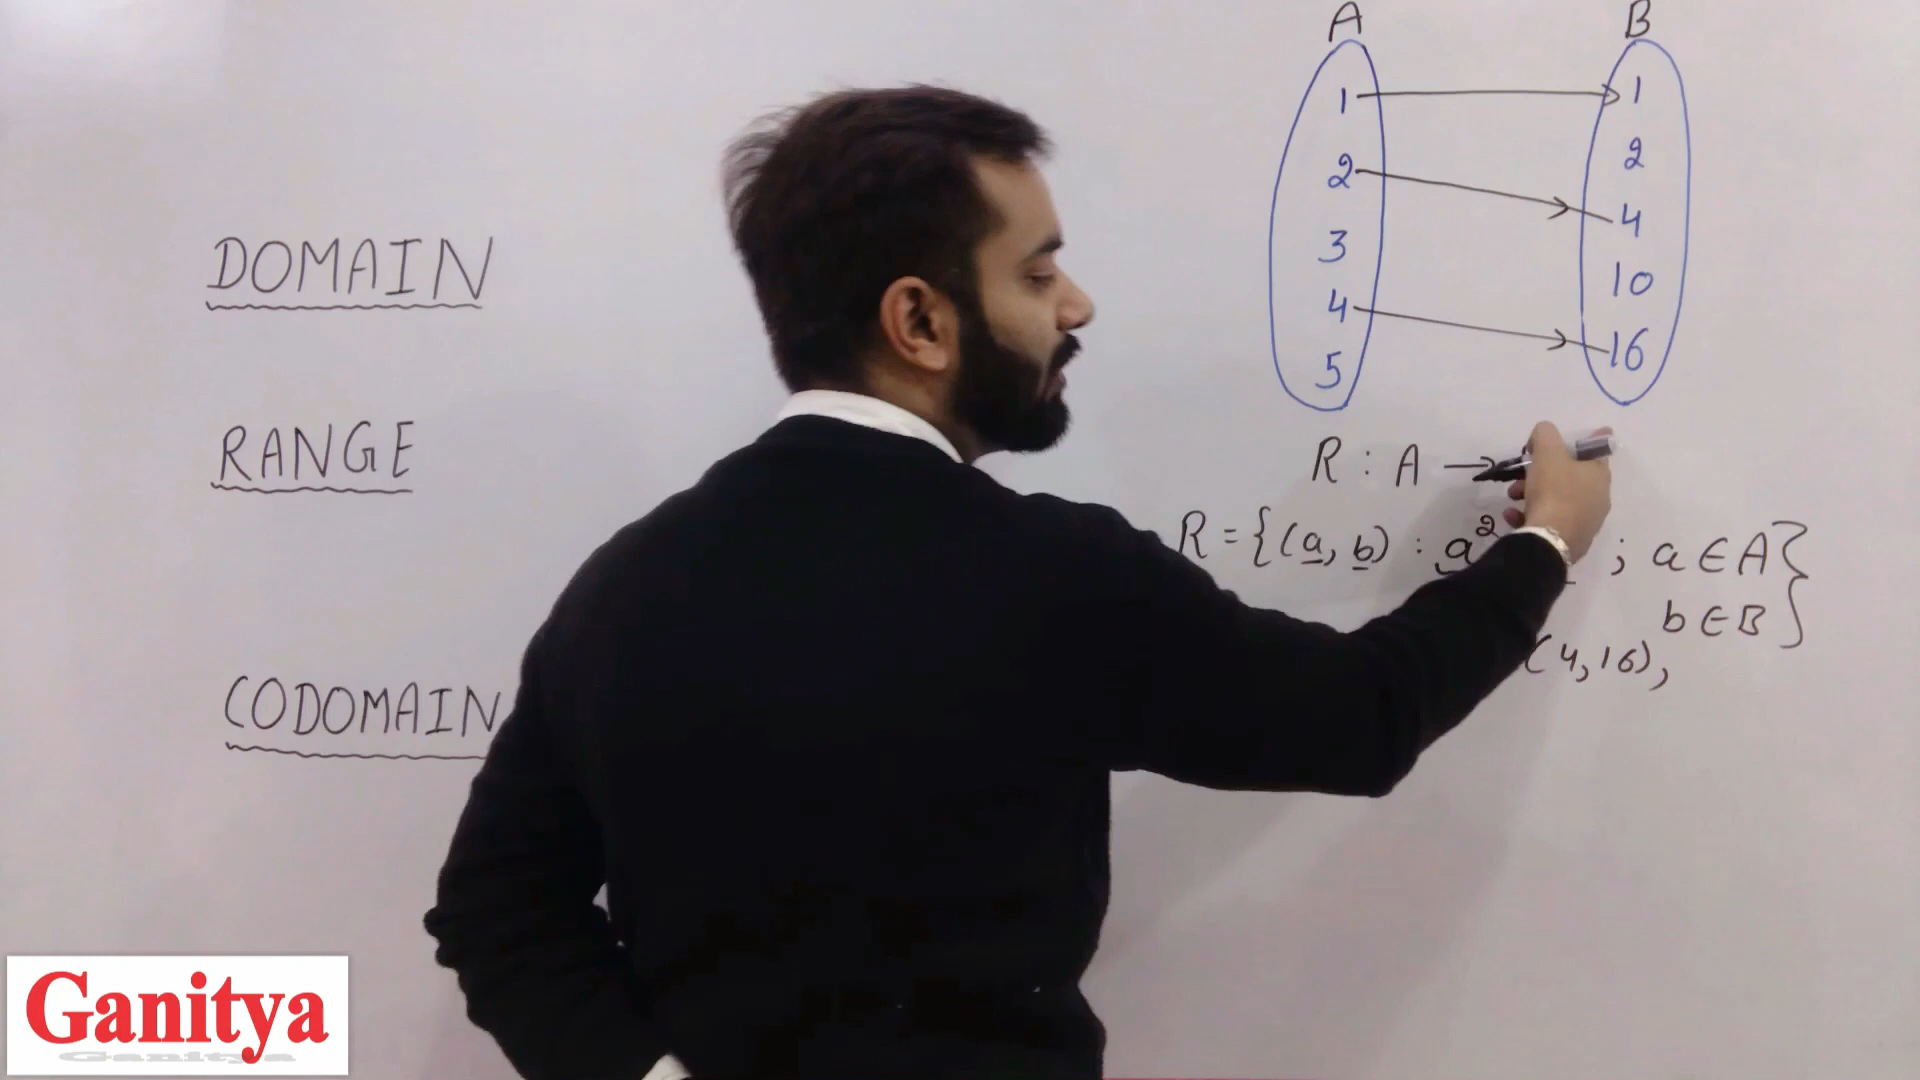 A B
1 1
2 2
3 4
4 10
5 16
DOMAIN
RANGE
R : A →
R = {(a, b) : a² ; a ∈ A}
b ∈ B
(4,16),
CODOMAIN
Ganitya